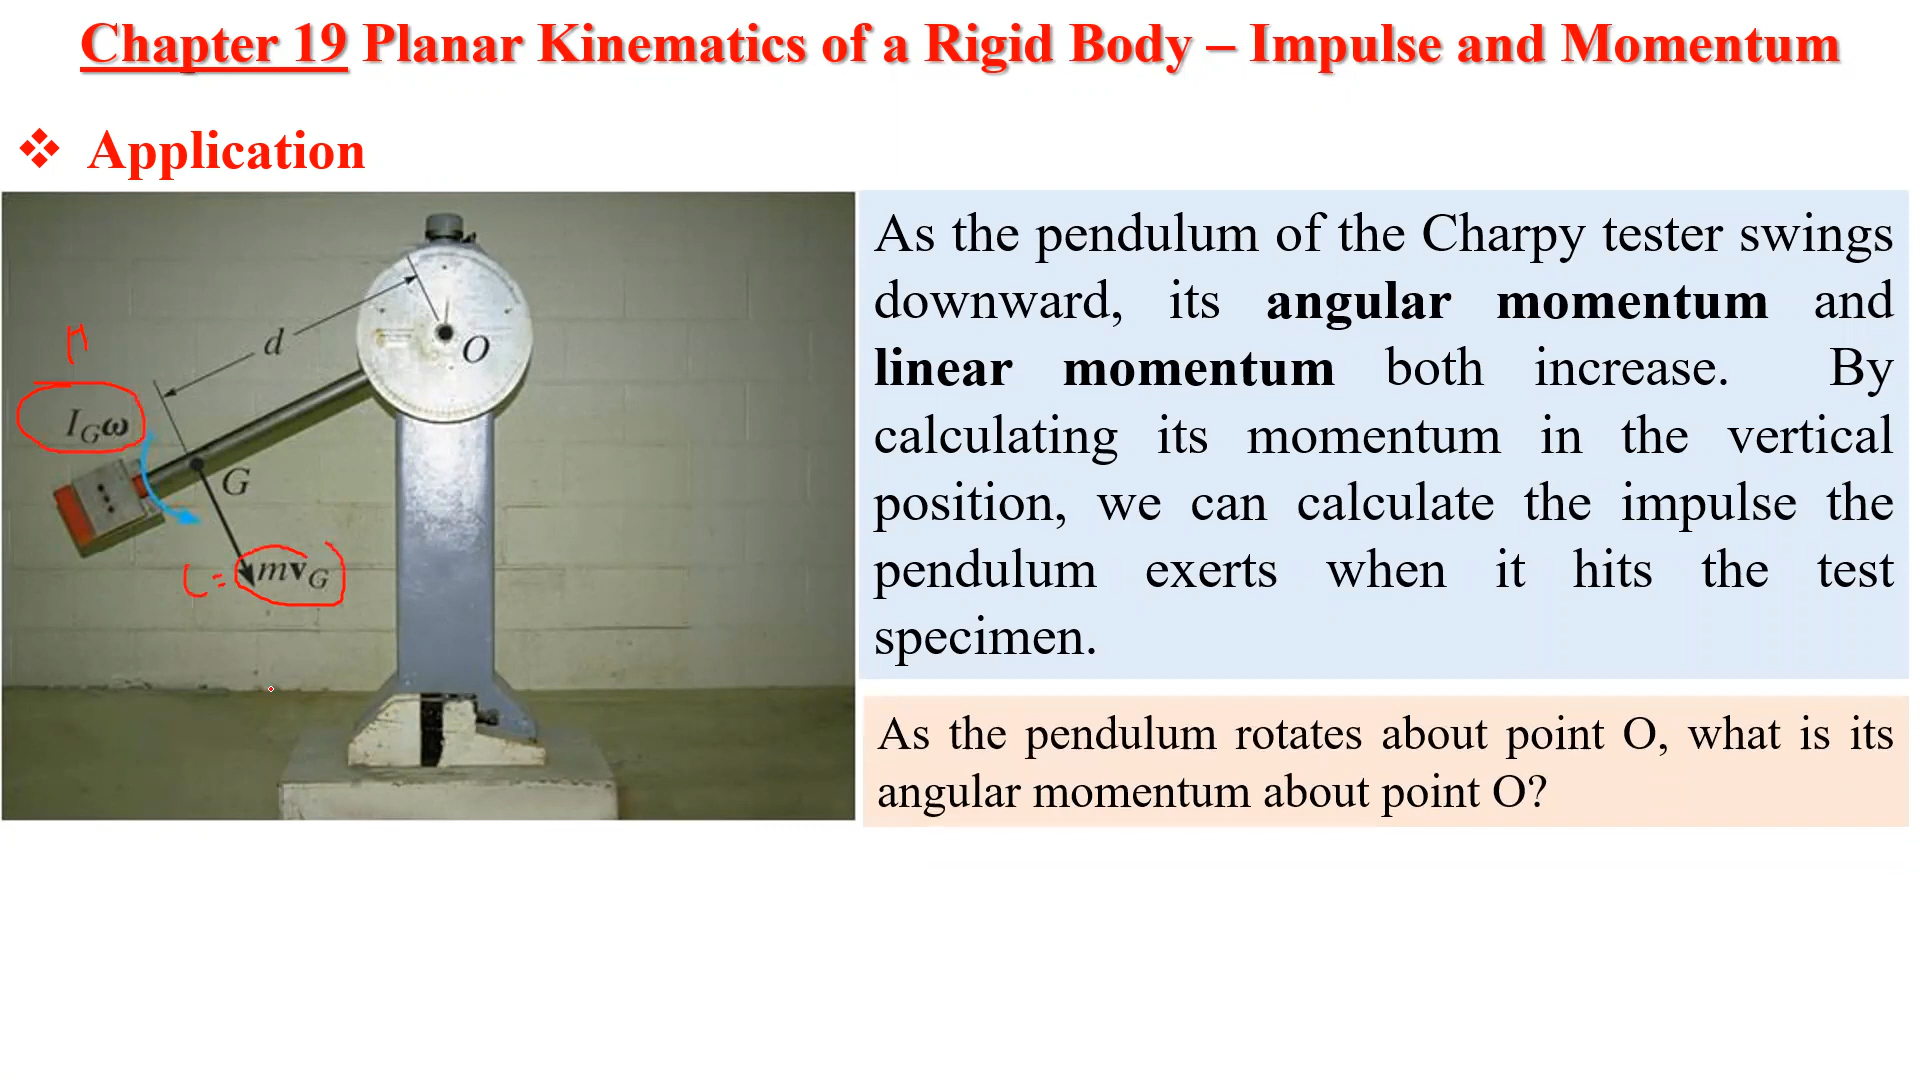 Chapter 19 Planar Kinematics of a Rigid Body – Impulse and Momentum
❖ Application
d
O
H
I_Gω
G
L = mv_G
As the pendulum of the Charpy tester swings
downward, its angular momentum and
linear momentum both increase. By
calculating its momentum in the vertical
position, we can calculate the impulse the
pendulum exerts when it hits the test
specimen.
As the pendulum rotates about point O, what is its
angular momentum about point O?